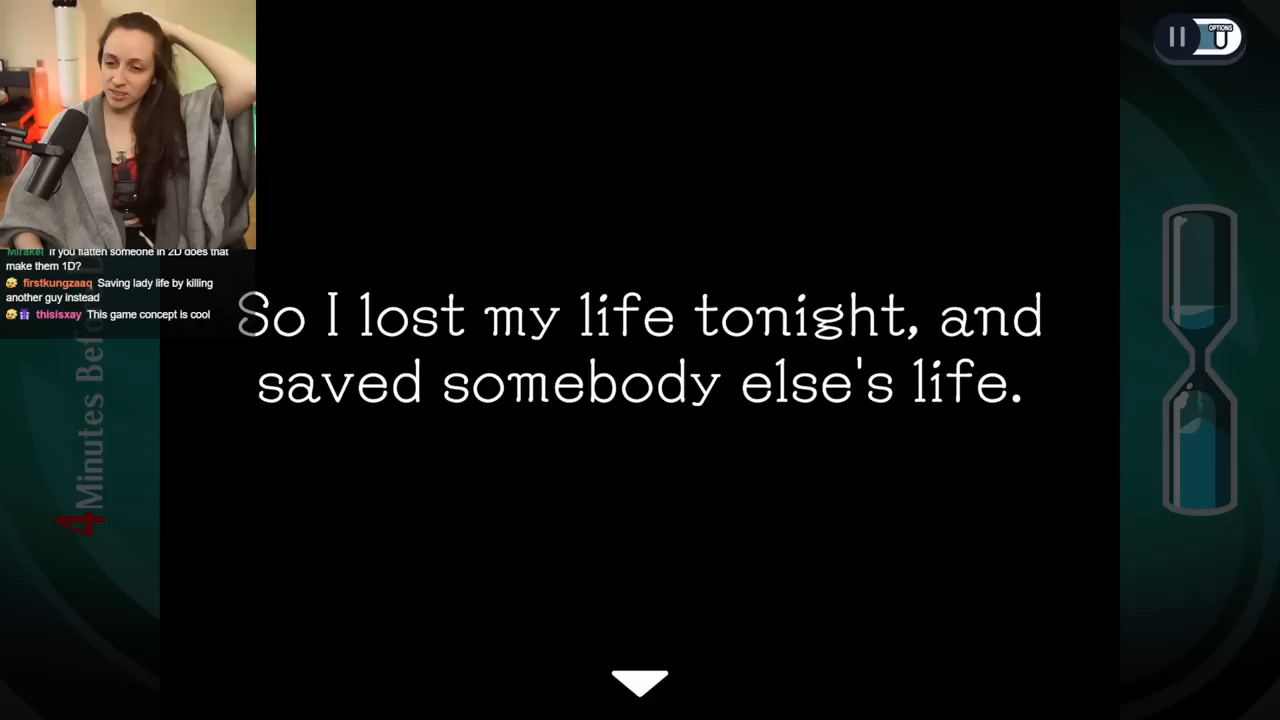 OPTIONS
Mirakel If you flatten someone in 2D does that
make them 1D?
firstkungzaaq Saving lady life by killing
another guy instead
thisisxay This game concept is cool
So I lost my life tonight, and
saved somebody else's life.
4 Minutes Before